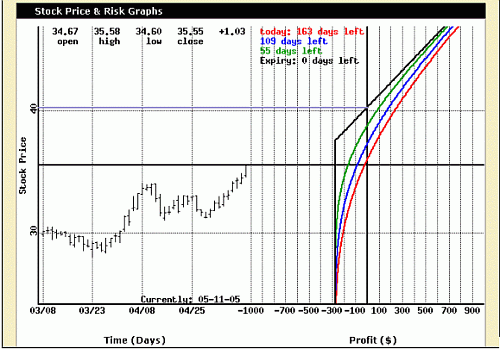 Stock Price & Risk Graphs
34,67 35,58 34,60 35,55 +1.03
open high low close
today: 163 days left
109 days left
55 days left
Expiry: 0 days left
40
Stock Price
30
Currently: 05-11-05
03/08 03/23 04/08 04/25 -1000 -700 -500 -300 -100 100 300 500 700 900
Time (Days) Profit ($)